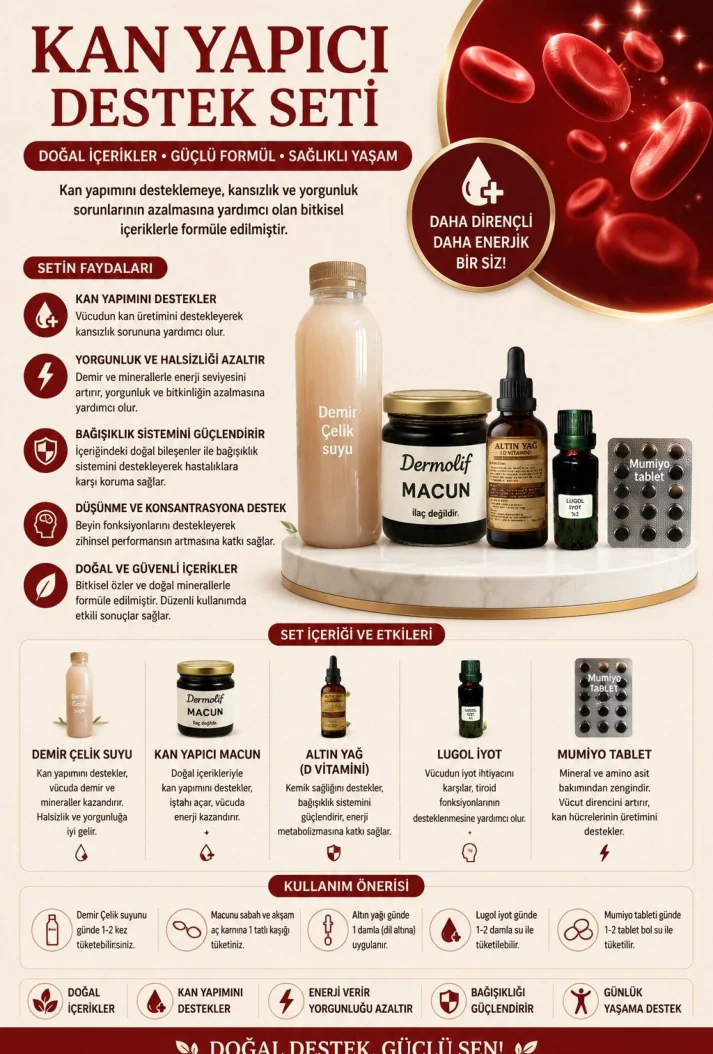 KAN YAPICI
DESTEK SETİ
DOĞAL İÇERİKLER • GÜÇLÜ FORMÜL • SAĞLIKLI YAŞAM
Kan yapımını desteklemeye, kansızlık ve yorgunluk
sorunlarının azalmasına yardımcı olan bitkisel
içeriklerle formüle edilmiştir.
DAHA DİRENÇLİ
DAHA ENERJİK
BİR SİZ!
SETİN FAYDALARI
KAN YAPIMINI DESTEKLER
Vücudun kan üretimini destekleyerek
kansızlık sorununa yardımcı olur.
YORGUNLUK VE HALSİZLİĞİ AZALTIR
Demir ve minerallerle enerji seviyesini
artırır, yorgunluk ve bitkinliğin azalmasına
yardımcı olur.
BAĞIŞIKLIK SİSTEMİNİ GÜÇLENDİRİR
İçeriğindeki doğal bileşenler ile bağışıklık
sistemini destekleyerek hastalıklara
karşı koruma sağlar.
DÜŞÜNME VE KONSANTRASYONA DESTEK
Beyin fonksiyonlarını destekleyerek
zihinsel performansın artmasına katkı sağlar.
DOĞAL VE GÜVENLİ İÇERİKLER
Bitkisel özler ve doğal minerallerle
formüle edilmiştir. Düzenli kullanımda
etkili sonuçlar sağlar.
Demir
Çelik
suyu
Dermolif
MACUN
ilaç değildir.
ALTIN YAĞ
(D VITAMINI)
LUGOL
İYOT
%2
Mumiyo
tablet
SET İÇERİĞİ VE ETKİLERİ
Demir
Çelik
suyu
Dermolif
MACUN
ilaç değildir.
LUGOL
İYOT
Mumiyo
TABLET
DEMİR ÇELİK SUYU
Kan yapımını destekler,
vücuda demir ve
mineraller kazandırır.
Halsizlik ve yorgunluğa
iyi gelir.
KAN YAPICI MACUN
Doğal içerikleriyle
kan yapımını destekler,
iştahı açar, vücuda
enerji kazandırır.
+
ALTIN YAĞ
(D VİTAMİNİ)
Kemik sağlığını destekler,
bağışıklık sistemini
güçlendirir, enerji
metabolizmasına katkı sağlar.
LUGOL İYOT
Vücudun iyot ihtiyacını
karşılar, tiroid
fonksiyonlarının
desteklenmesine yardımcı olur.
+
MUMIYO TABLET
Mineral ve amino asit
bakımından zengindir.
Vücut direncini artırır,
kan hücrelerinin üretimini
destekler.
KULLANIM ÖNERİSİ
Demir Çelik suyunu
günde 1-2 kez
tüketebilirsiniz.
Macunu sabah ve akşam
aç karnına 1 tatlı kaşığı
tüketiniz.
Altın yağı günde
1 damla (dil altına)
uygulanır.
Lugol iyot günde
1-2 damla su ile
tüketilebilir.
Mumiyo tableti günde
1-2 tablet bol su ile
tüketilir.
DOĞAL
İÇERİKLER
KAN YAPIMINI
DESTEKLER
ENERJİ VERİR
YORGUNLUĞU AZALTIR
BAĞIŞIKLIĞI
GÜÇLENDİRİR
GÜNLÜK
YAŞAMA DESTEK
DOĞAL DESTEK, GÜÇLÜ SEN!